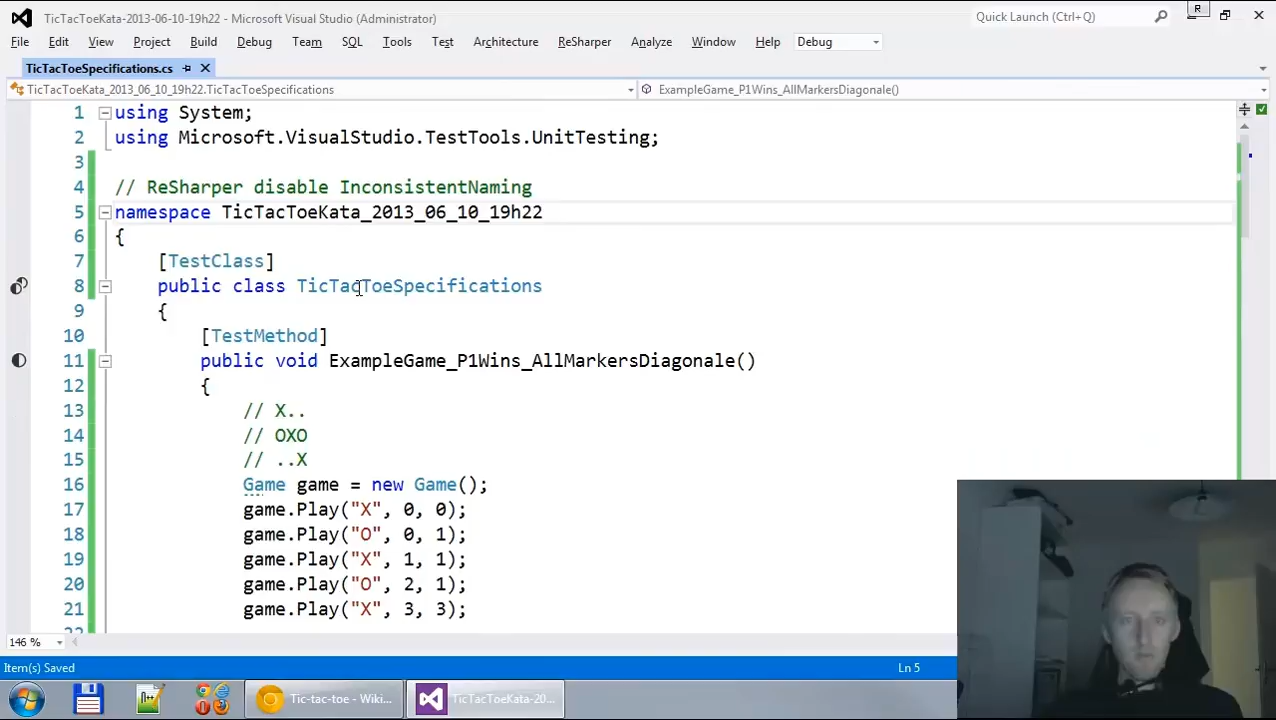 TicTacToeKata-2013-06-10-19h22 - Microsoft Visual Studio (Administrator)
Quick Launch (Ctrl+Q)
R
File Edit View Project Build Debug Team SQL Tools Test Architecture ReSharper Analyze Window Help Debug
TicTacToeSpecifications.cs
TicTacToeKata_2013_06_10_19h22.TicTacToeSpecifications
ExampleGame_P1Wins_AllMarkersDiagonale()
1 using System;
2 using Microsoft.VisualStudio.TestTools.UnitTesting;
3
4 // ReSharper disable InconsistentNaming
5 namespace TicTacToeKata_2013_06_10_19h22
6 {
7 [TestClass]
8 public class TicTacToeSpecifications
9 {
10 [TestMethod]
11 public void ExampleGame_P1Wins_AllMarkersDiagonale()
12 {
13 // X..
14 // OXO
15 // ..X
16 Game game = new Game();
17 game.Play("X", 0, 0);
18 game.Play("O", 0, 1);
19 game.Play("X", 1, 1);
20 game.Play("O", 2, 1);
21 game.Play("X", 3, 3);
146 %
Item(s) Saved
Ln 5
Tic-tac-toe - Wiki...
TicTacToeKata-20...